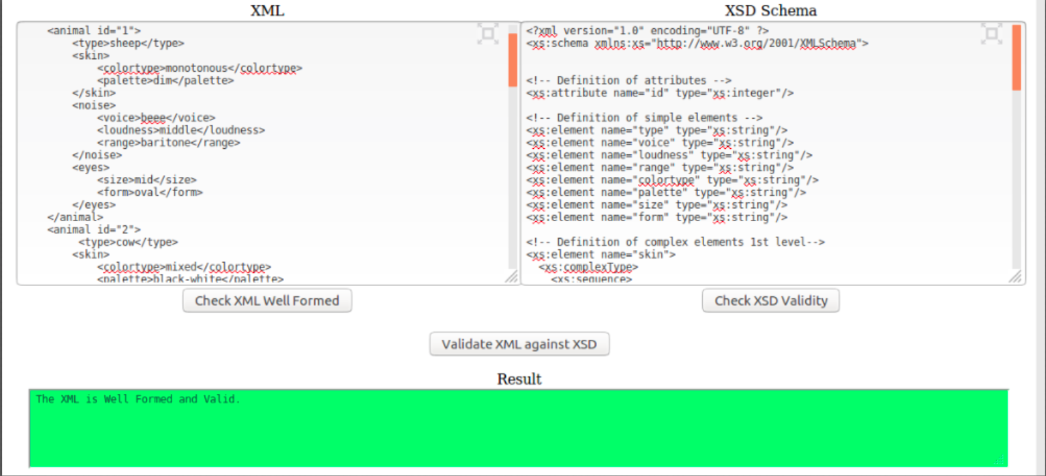 XML
<animal id="1">
<type>sheep</type>
<skin>
<colortype>monotonous</colortype>
<palette>dim</palette>
</skin>
<noise>
<voice>beee</voice>
<loudness>middle</loudness>
<range>baritone</range>
</noise>
<eyes>
<size>mid</size>
<form>oval</form>
</eyes>
</animal>
<animal id="2">
<type>cow</type>
<skin>
<colortype>mixed</colortype>
<palette>black-white</palette>
Check XML Well Formed
XSD Schema
<?xml version="1.0" encoding="UTF-8" ?>
<xs:schema xmlns:xs="http://www.w3.org/2001/XMLSchema">
<!-- Definition of attributes -->
<xs:attribute name="id" type="xs:integer"/>
<!-- Definition of simple elements -->
<xs:element name="type" type="xs:string"/>
<xs:element name="voice" type="xs:string"/>
<xs:element name="loudness" type="xs:string"/>
<xs:element name="range" type="xs:string"/>
<xs:element name="colortype" type="xs:string"/>
<xs:element name="palette" type="xs:string"/>
<xs:element name="size" type="xs:string"/>
<xs:element name="form" type="xs:string"/>
<!-- Definition of complex elements 1st level-->
<xs:element name="skin">
<xs:complexType>
<xs:sequence>
Check XSD Validity
Validate XML against XSD
Result
The XML is Well Formed and Valid.